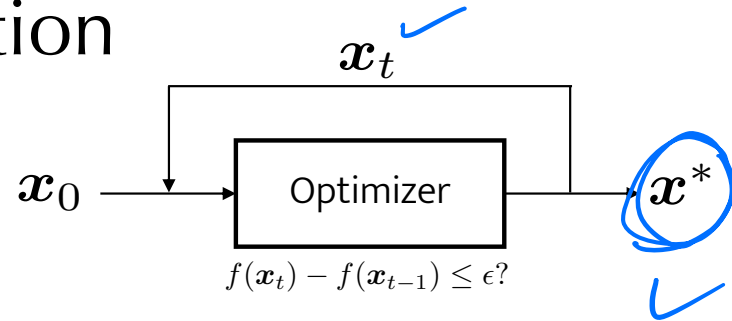 tion
x_t
x_0 Optimizer x^*
f(x_t) − f(x_{t−1}) ≤ ϵ?